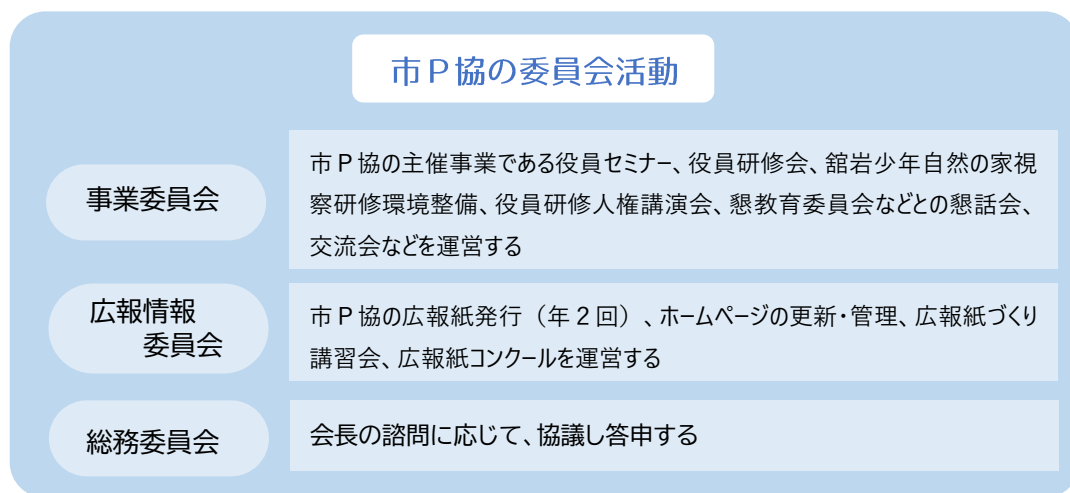 市Ｐ協の委員会活動
事業委員会
市Ｐ協の主催事業である役員セミナー、役員研修会、舘岩少年自然の家視
察研修環境整備、役員研修人権講演会、懇教育委員会などとの懇話会、
交流会などを運営する
広報情報
委員会
市Ｐ協の広報紙発行（年２回）、ホームページの更新・管理、広報紙づくり
講習会、広報紙コンクールを運営する
総務委員会
会長の諮問に応じて、協議し答申する